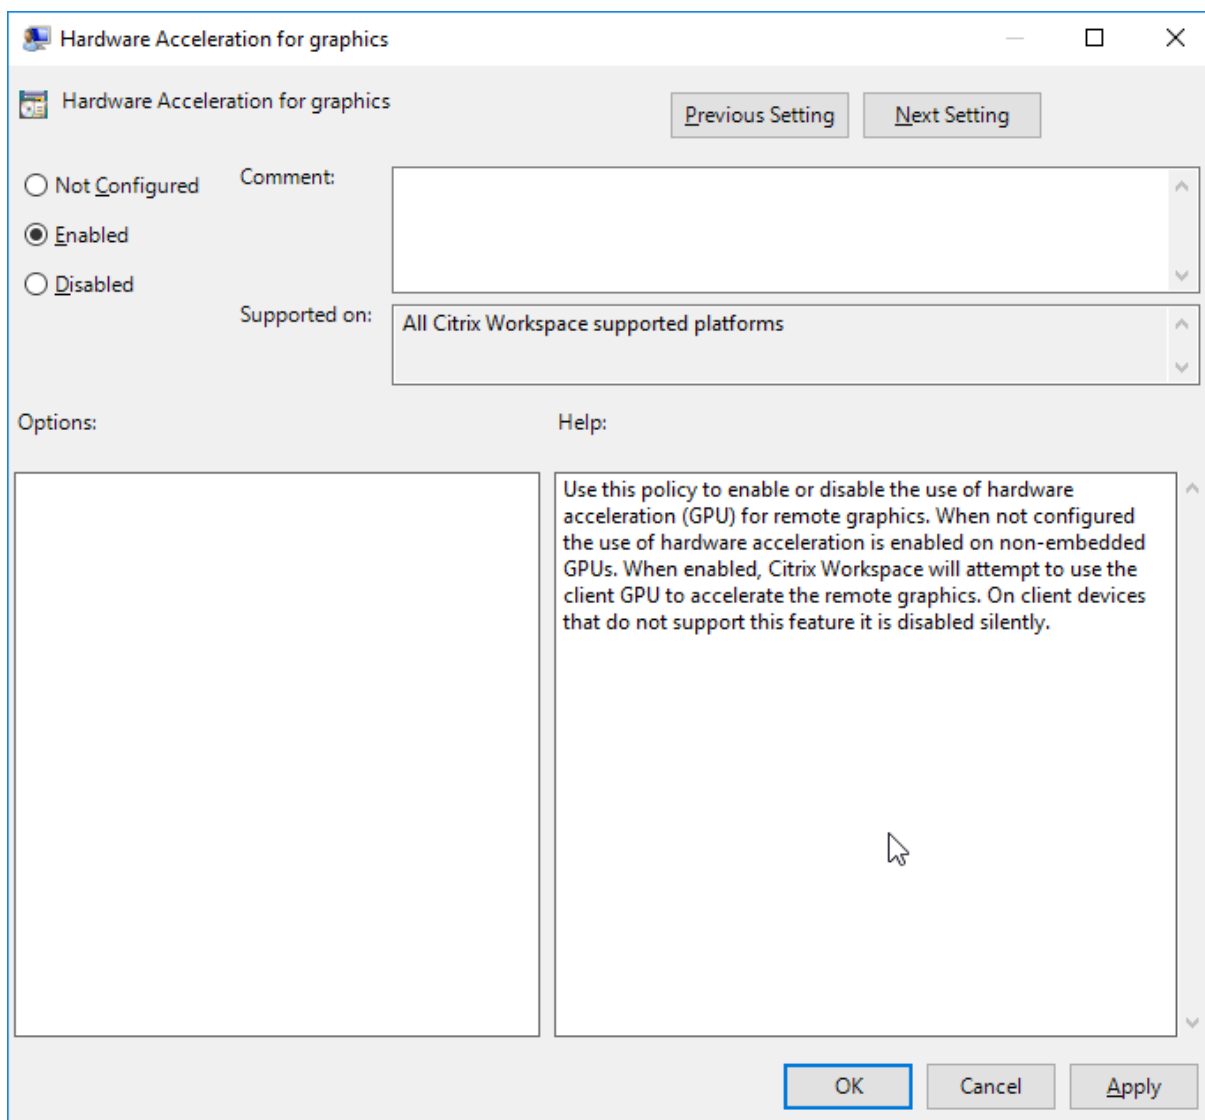 Hardware Acceleration for graphics
Hardware Acceleration for graphics
Previous Setting
Next Setting
Not Configured
Enabled
Disabled
Comment:
Supported on:
All Citrix Workspace supported platforms
Options:
Help:
Use this policy to enable or disable the use of hardware
acceleration (GPU) for remote graphics. When not configured
the use of hardware acceleration is enabled on non-embedded
GPUs. When enabled, Citrix Workspace will attempt to use the
client GPU to accelerate the remote graphics. On client devices
that do not support this feature it is disabled silently.
OK
Cancel
Apply